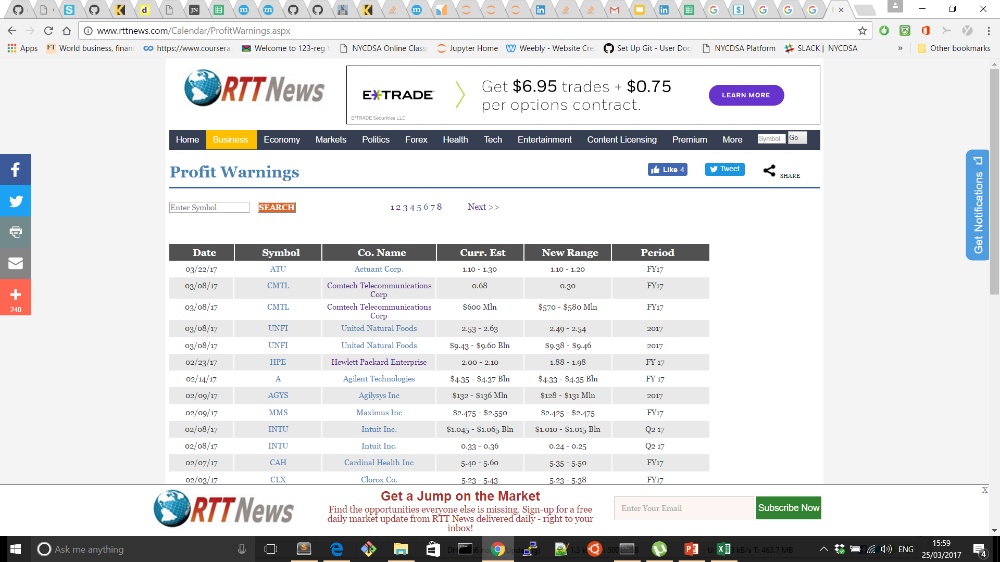 www.rttnews.com/Calendar/ProfitWarnings.aspx
Apps
FT World business, finan
https://www.coursera.
Welcome to 123-reg
NYCDSA Online Class
Jupyter Home
Weebly - Website Cre
Set Up Git - User Doc
NYCDSA Platform
SLACK | NYCDSA
»
Other bookmarks
RTT News
E*TRADE
Get $6.95 trades + $0.75
per options contract.
LEARN MORE
E*TRADE Securities LLC
Home Business Economy Markets Politics Forex Health Tech Entertainment Content Licensing Premium More Symbol Go
Profit Warnings
Like 4
Tweet
SHARE
Enter Symbol SEARCH 1 2 3 4 5 6 7 8 Next >>
Date Symbol Co. Name Curr. Est New Range Period
03/22/17 ATU Actuant Corp. 1.10 - 1.30 1.10 - 1.20 FY17
03/08/17 CMTL Comtech Telecommunications Corp 0.68 0.30 FY17
03/08/17 CMTL Comtech Telecommunications Corp $600 Mln $570 - $580 Mln FY17
03/08/17 UNFI United Natural Foods 2.53 - 2.63 2.49 - 2.54 2017
03/08/17 UNFI United Natural Foods $9.43 - $9.60 Bln $9.38 - $9.46 2017
02/23/17 HPE Hewlett Packard Enterprise 2.00 - 2.10 1.88 - 1.98 FY 17
02/14/17 A Agilent Technologies $4.35 - $4.37 Bln $4.33 - $4.35 Bln FY 17
02/09/17 AGYS Agilysys Inc $132 - $136 Mln $128 - $131 Mln 2017
02/09/17 MMS Maximus Inc $2.475 - $2.550 $2.425 - $2.475 FY17
02/08/17 INTU Intuit Inc. $1.045 - $1.065 Bln $1.010 - $1.015 Bln Q2 17
02/08/17 INTU Intuit Inc. 0.33 - 0.36 0.24 - 0.25 Q2 17
02/07/17 CAH Cardinal Health Inc 5.40 - 5.60 5.35 - 5.50 FY17
02/03/17 CLX Clorox Co. 5.23 - 5.43 5.23 - 5.38 FY17
240
Get Notifications
RTT News
Get a Jump on the Market
Find the opportunities everyone else is missing. Sign-up for a free
daily market update from RTT News delivered daily - right to your
inbox!
Enter Your Email
Subscribe Now
X
Ask me anything
ENG
15:59
25/03/2017
4